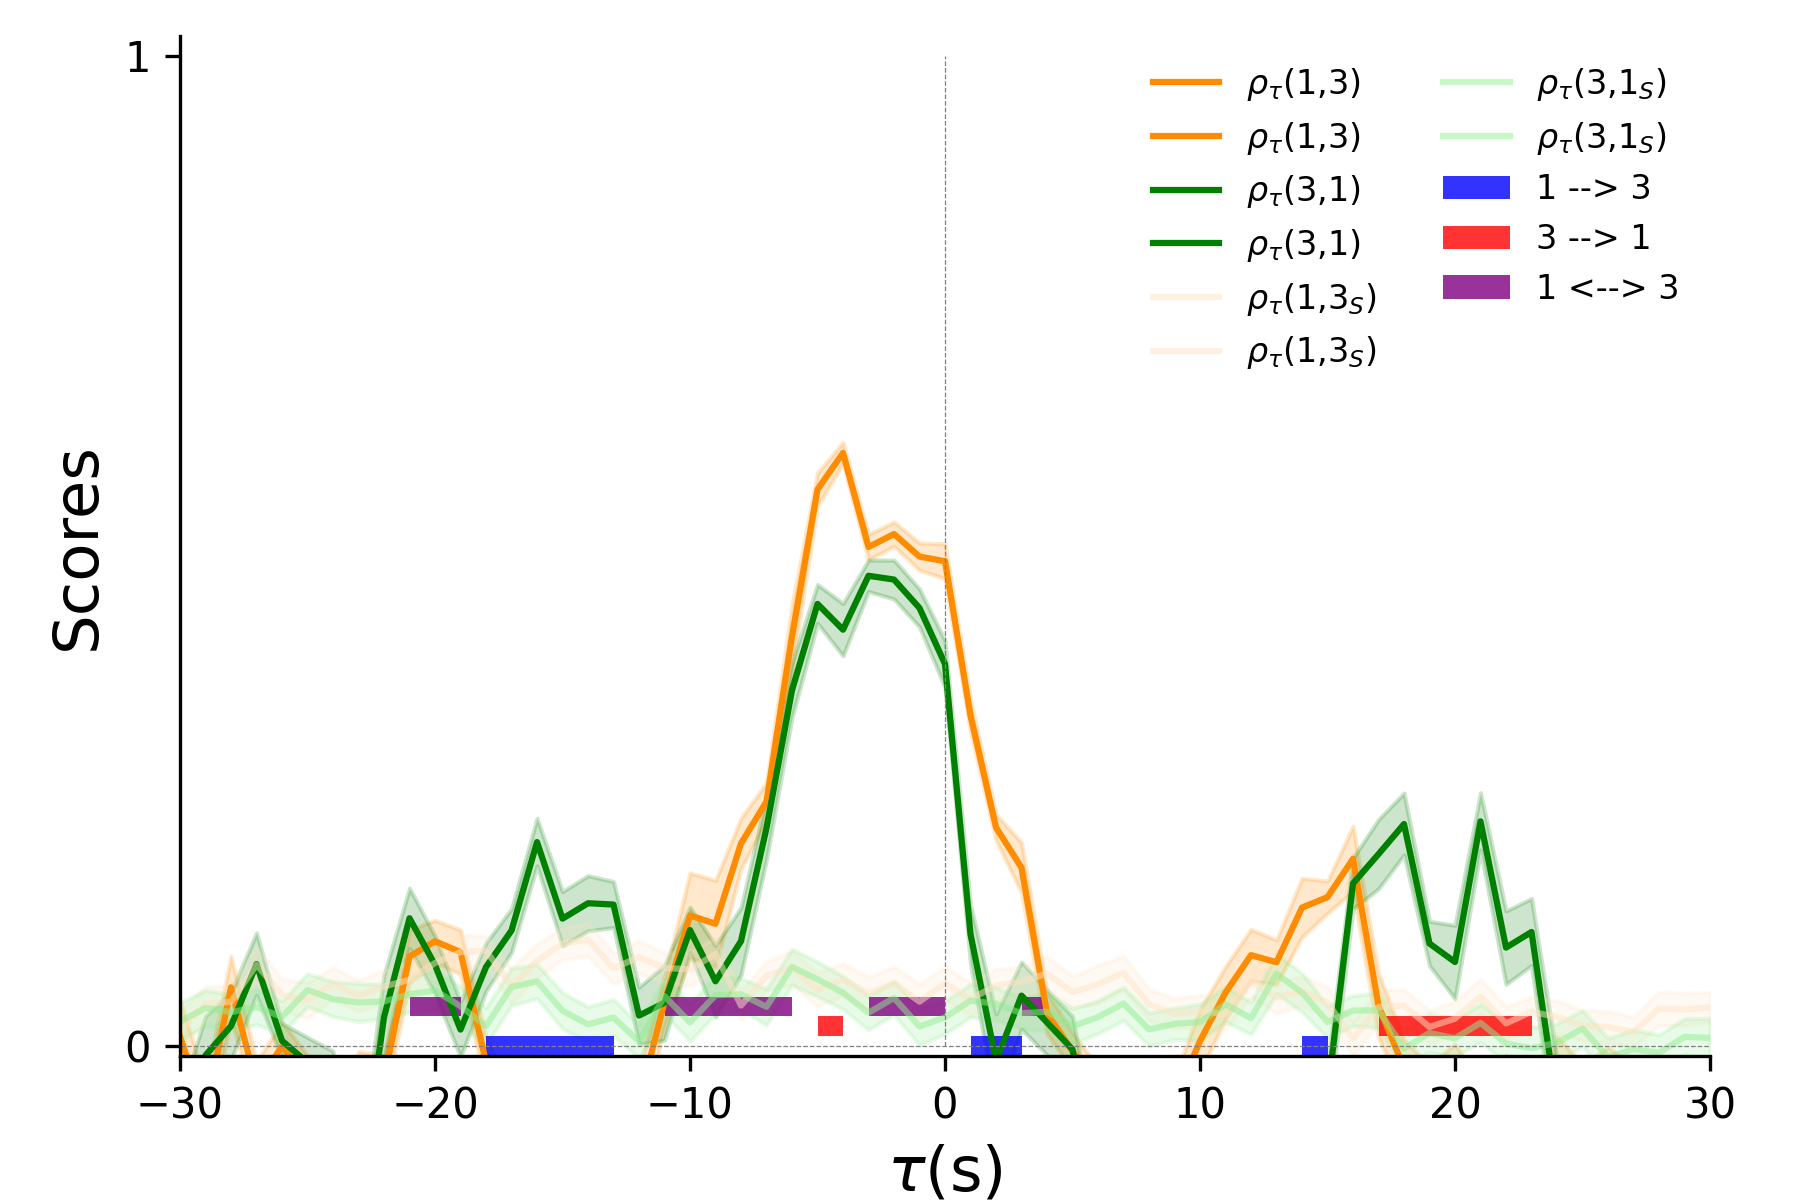 1
ρτ(1,3)
ρτ(1,3)
ρτ(3,1)
ρτ(3,1)
ρτ(1,3S)
ρτ(1,3S)
ρτ(3,1S)
ρτ(3,1S)
1 --> 3
3 --> 1
1 <--> 3
Scores
0
−30 −20 −10 0 10 20 30
τ(s)